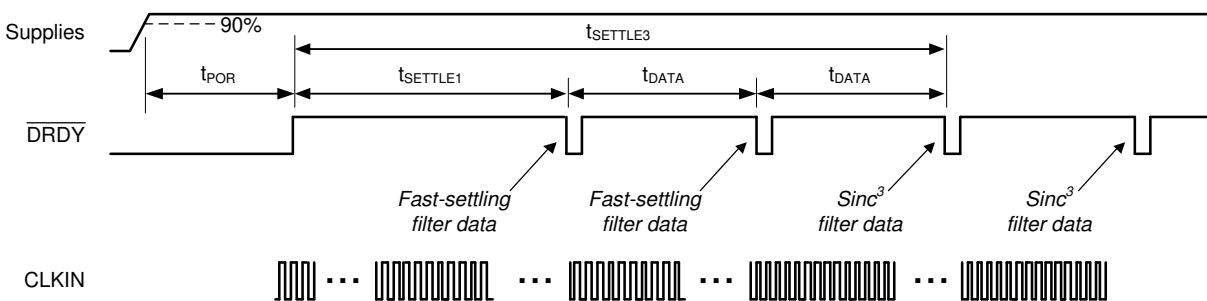 Supplies
90%
tSETTLE3
tPOR
tSETTLE1
tDATA
tDATA
DRDY
Fast-settling
filter data
Fast-settling
filter data
Sinc³
filter data
Sinc³
filter data
CLKIN